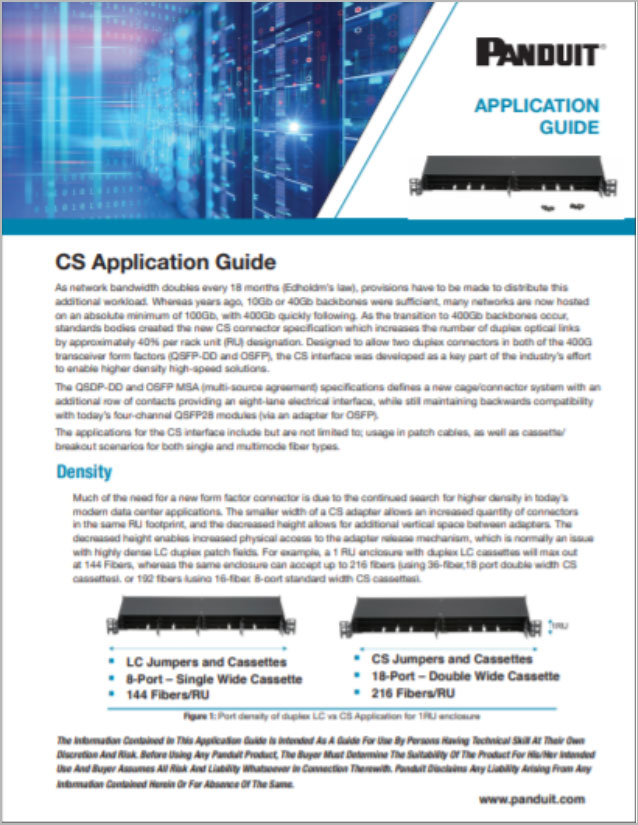 PANDUIT®
APPLICATION
GUIDE
CS Application Guide
As network bandwidth doubles every 18 months (Edholdm's law), provisions have to be made to distribute this
additional workload. Whereas years ago, 10Gb or 40Gb backbones were sufficient, many networks are now hosted
on an absolute minimum of 100Gb, with 400Gb quickly following. As the transition to 400Gb backbones occur,
standards bodies created the new CS connector specification which increases the number of duplex optical links
by approximately 40% per rack unit (RU) designation. Designed to allow two duplex connectors in both of the 400G
transceiver form factors (QSFP-DD and OSFP), the CS interface was developed as a key part of the industry's effort
to enable higher density high-speed solutions.
The QSDP-DD and OSFP MSA (multi-source agreement) specifications defines a new cage/connector system with an
additional row of contacts providing an eight-lane electrical interface, while still maintaining backwards compatibility
with today's four-channel QSFP28 modules (via an adapter for OSFP).
The applications for the CS interface include but are not limited to; usage in patch cables, as well as cassette/
breakout scenarios for both single and multimode fiber types.
Density
Much of the need for a new form factor connector is due to the continued search for higher density in today's
modern data center applications. The smaller width of a CS adapter allows an increased quantity of connectors
in the same RU footprint, and the decreased height allows for additional vertical space between adapters. The
decreased height enables increased physical access to the adapter release mechanism, which is normally an issue
with highly dense LC duplex patch fields. For example, a 1 RU enclosure with duplex LC cassettes will max out
at 144 Fibers, whereas the same enclosure can accept up to 216 fibers (using 36-fiber,18 port double width CS
cassettes), or 192 fibers (using 16-fiber, 8-port standard width CS cassettes).
1RU
LC Jumpers and Cassettes
8-Port – Single Wide Cassette
144 Fibers/RU
CS Jumpers and Cassettes
18-Port – Double Wide Cassette
216 Fibers/RU
Figure 1: Port density of duplex LC vs CS Application for 1RU enclosure
The Information Contained In This Application Guide Is Intended As A Guide For Use By Persons Having Technical Skill At Their Own
Discretion And Risk. Before Using Any Panduit Product, The Buyer Must Determine The Suitability Of The Product For His/Her Intended
Use And Buyer Assumes All Risk And Liability Whatsoever In Connection Therewith. Panduit Disclaims Any Liability Arising From Any
Information Contained Herein Or For Absence Of The Same.
www.panduit.com